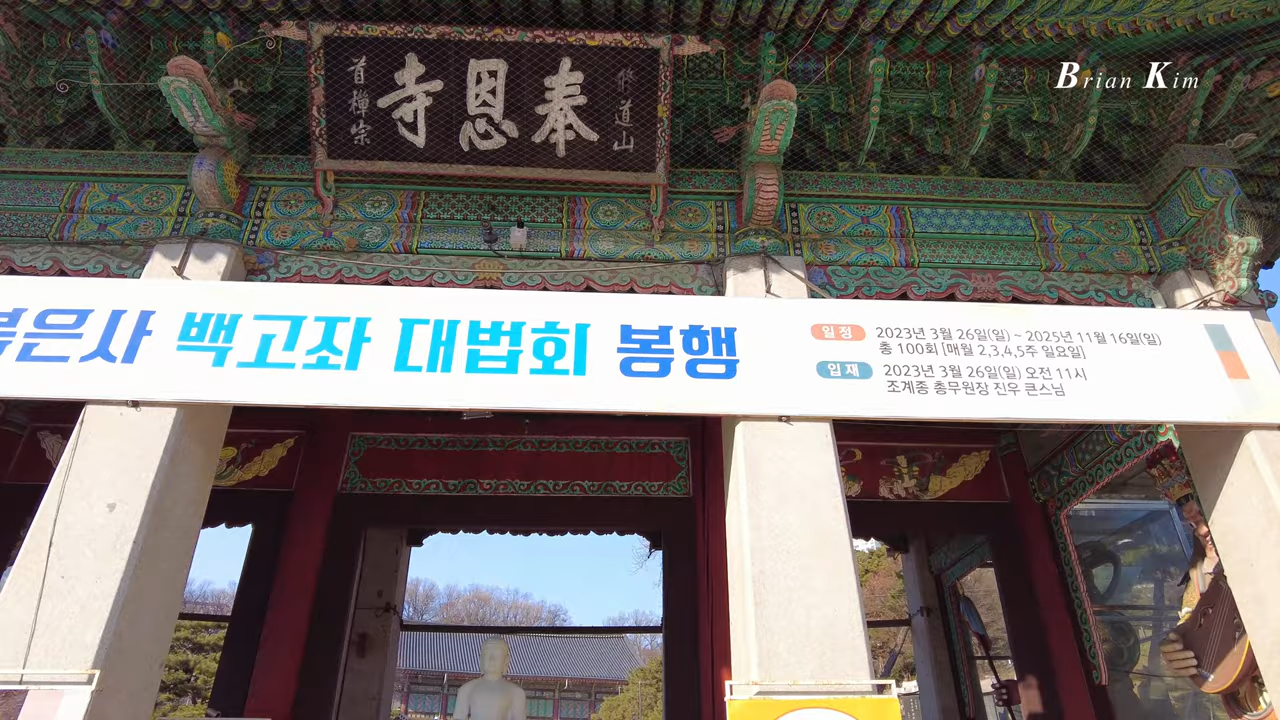 修道山
奉恩寺
首禪宗
Brian Kim
봉은사 백고좌 대법회 봉행
일정
2023년 3월 26일(일) ~ 2025년 11월 16일(일)
총 100회 [매월 2,3,4,5주 일요일]
입재
2023년 3월 26일(일) 오전 11시
조계종 총무원장 진우 큰스님